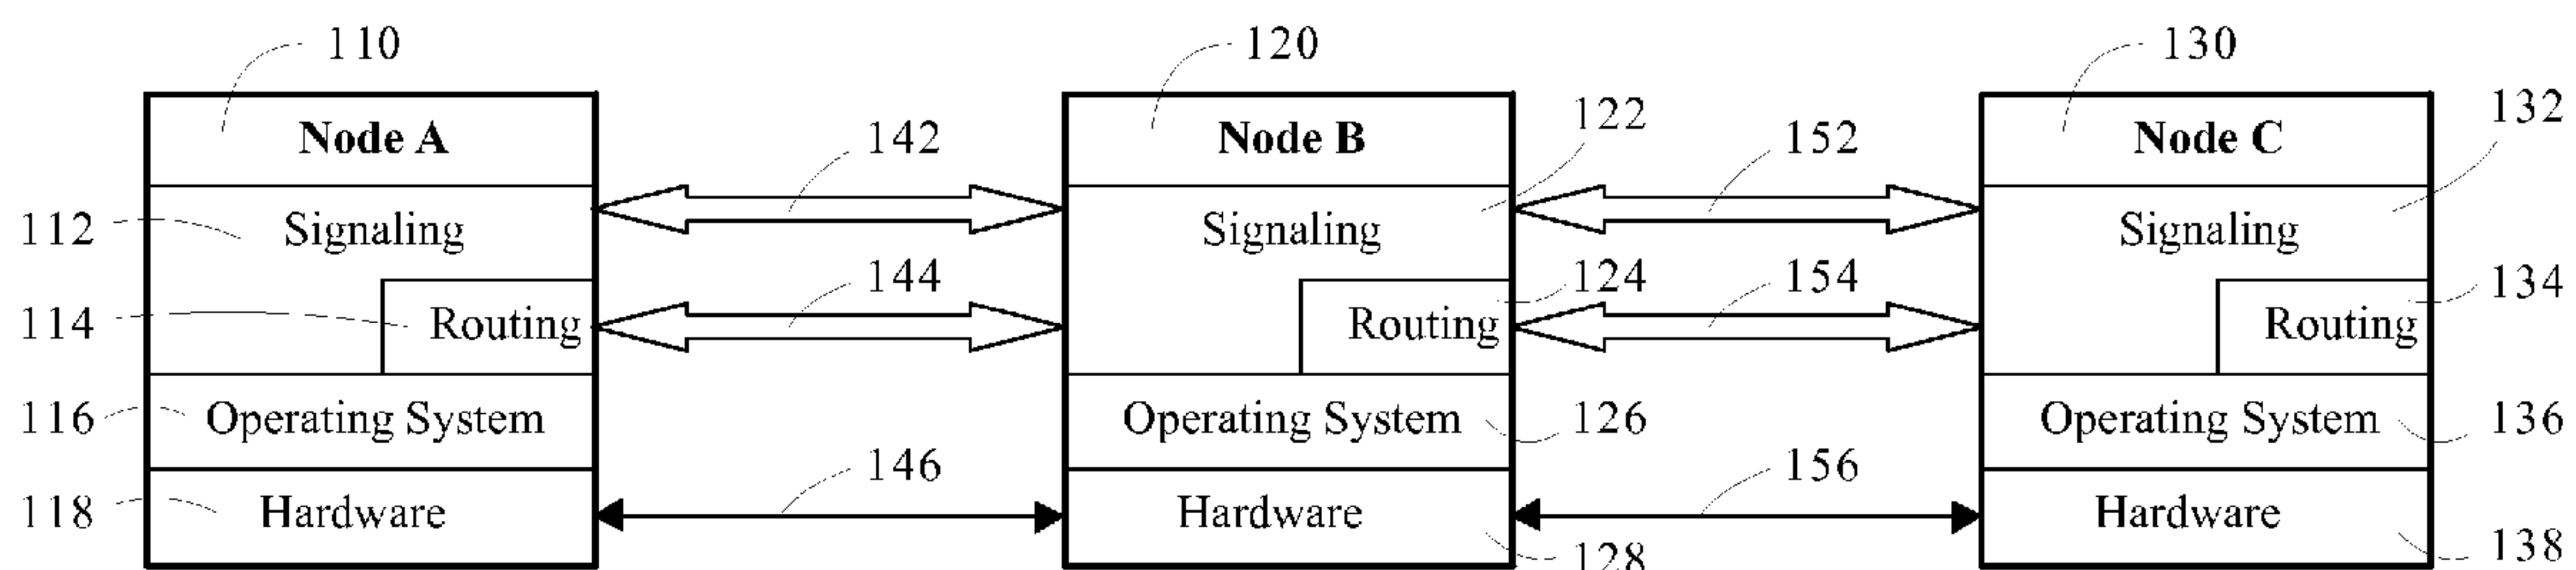 110 120 130
Node A 142 Node B 122 152 Node C 132
112 Signaling Signaling Signaling
144 124 154 134
114 Routing Routing Routing
116 Operating System Operating System 126 Operating System 136
146 156
118 Hardware Hardware 128 Hardware 138